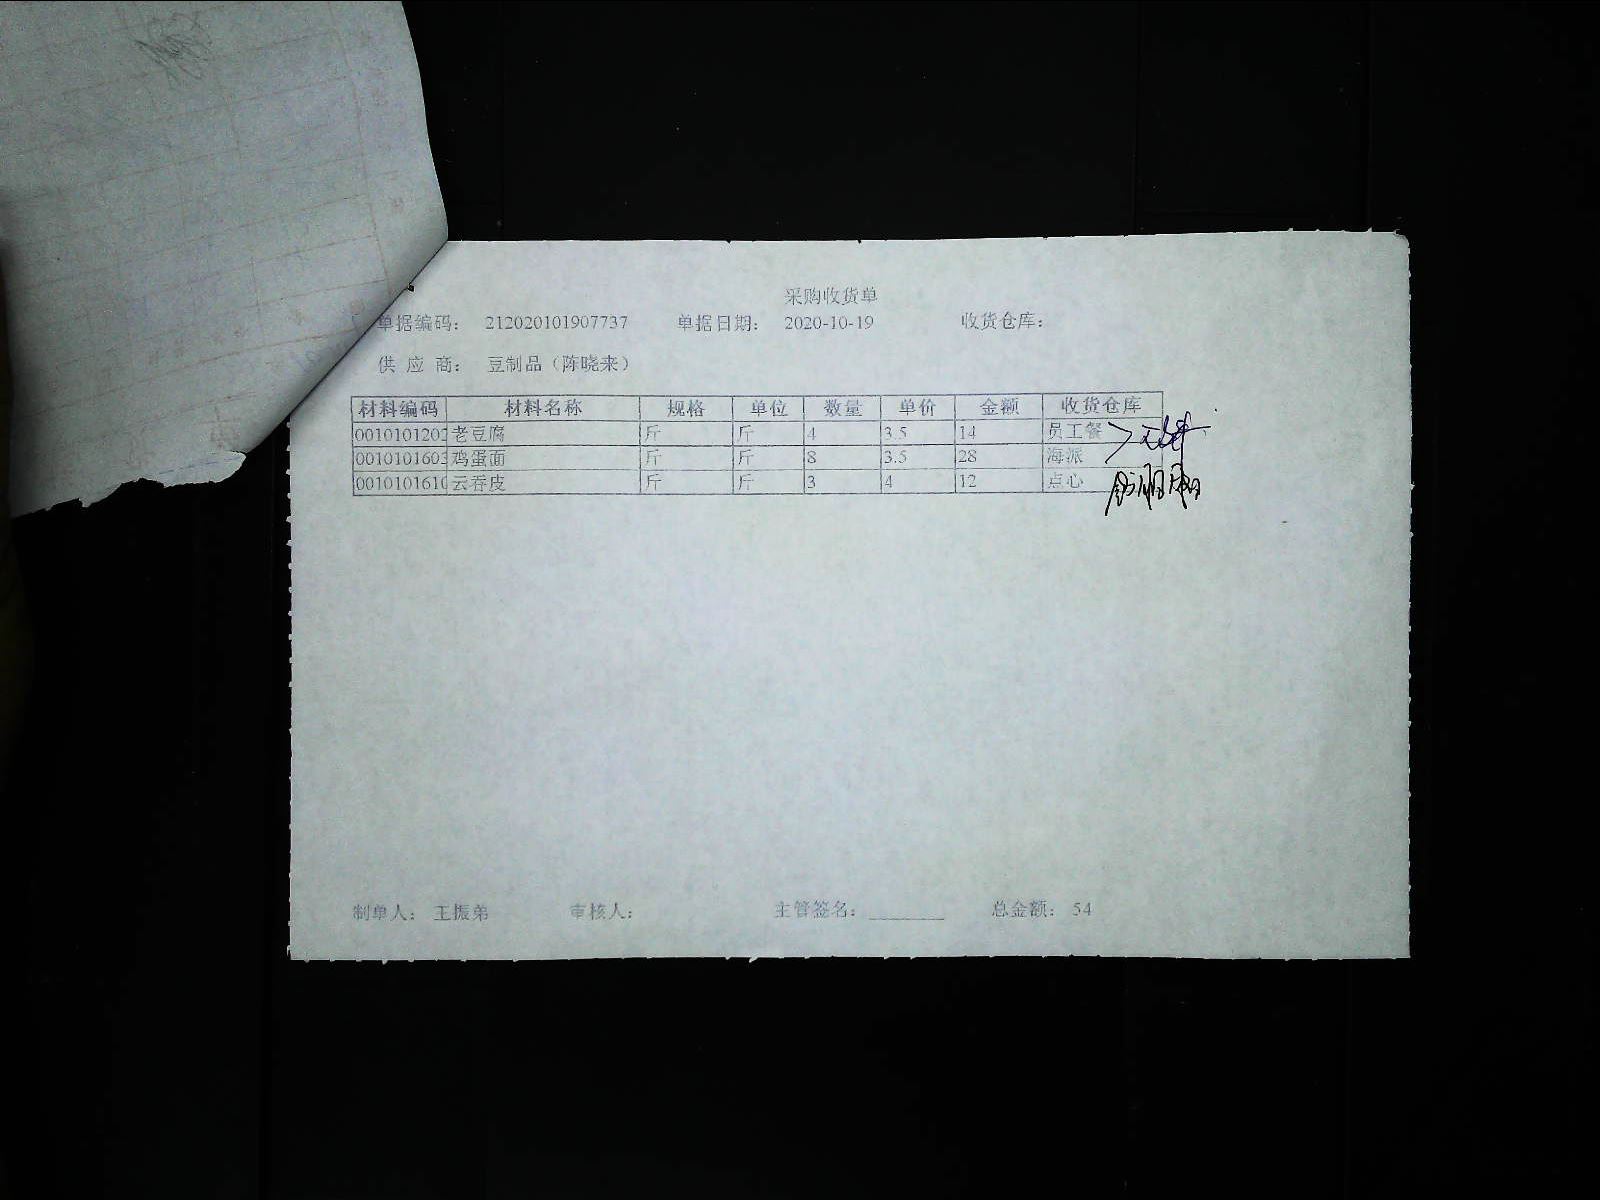 采购收货单
单据编码： 212020101907737 单据日期： 2020-10-19 收货仓库：
供 应 商： 豆制品（陈晓来）
材料编码 材料名称 规格 单位 数量 单价 金额 收货仓库
0010101202 老豆腐 斤 斤 4 3.5 14 员工餐
0010101603 鸡蛋面 斤 斤 8 3.5 28 海派
0010101610 云吞皮 斤 斤 3 4 12 点心
制单人： 王振弟 审核人： 主管签名： ________ 总金额： 54